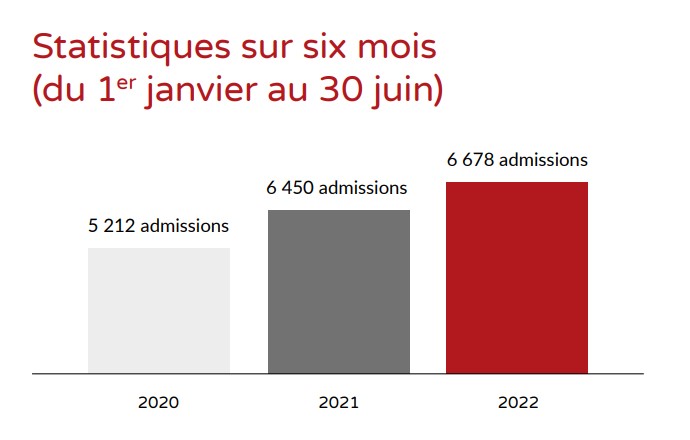 Statistiques sur six mois
(du 1er janvier au 30 juin)
6 678 admissions
6 450 admissions
5 212 admissions
2020 2021 2022